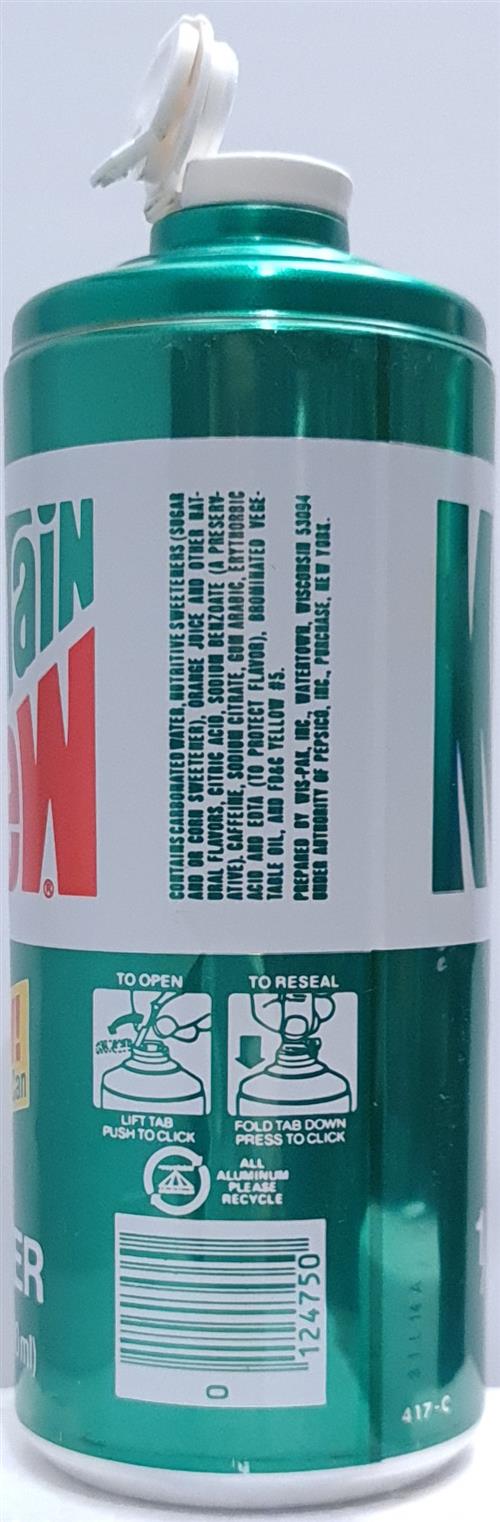 TAIN
EW®
CONTAINS CARBONATED WATER, NUTRITIVE SWEETENERS (SUGAR
AND OR CORN SWEETENER), ORANGE JUICE AND OTHER NAT-
URAL FLAVORS, CITRIC ACID, SODIUM BENZOATE (A PRESERV-
ATIVE), CAFFEINE, SODIUM CITRATE, GUM ARABIC, ERYTHORBIC
ACID AND EDTA (TO PROTECT FLAVOR), BROMINATED VEGE-
TABLE OIL, AND FD&C YELLOW #5.
PREPARED BY WIS-PAK, INC., WATERTOWN, WISCONSIN 53094
UNDER AUTHORITY OF PEPSICO, INC., PURCHASE, NEW YORK.
TO OPEN
LIFT TAB
PUSH TO CLICK
TO RESEAL
FOLD TAB DOWN
PRESS TO CLICK
ALL
ALUMINUM
PLEASE
RECYCLE
!
an
ER
ml)
0
124750
31L14A
417-C